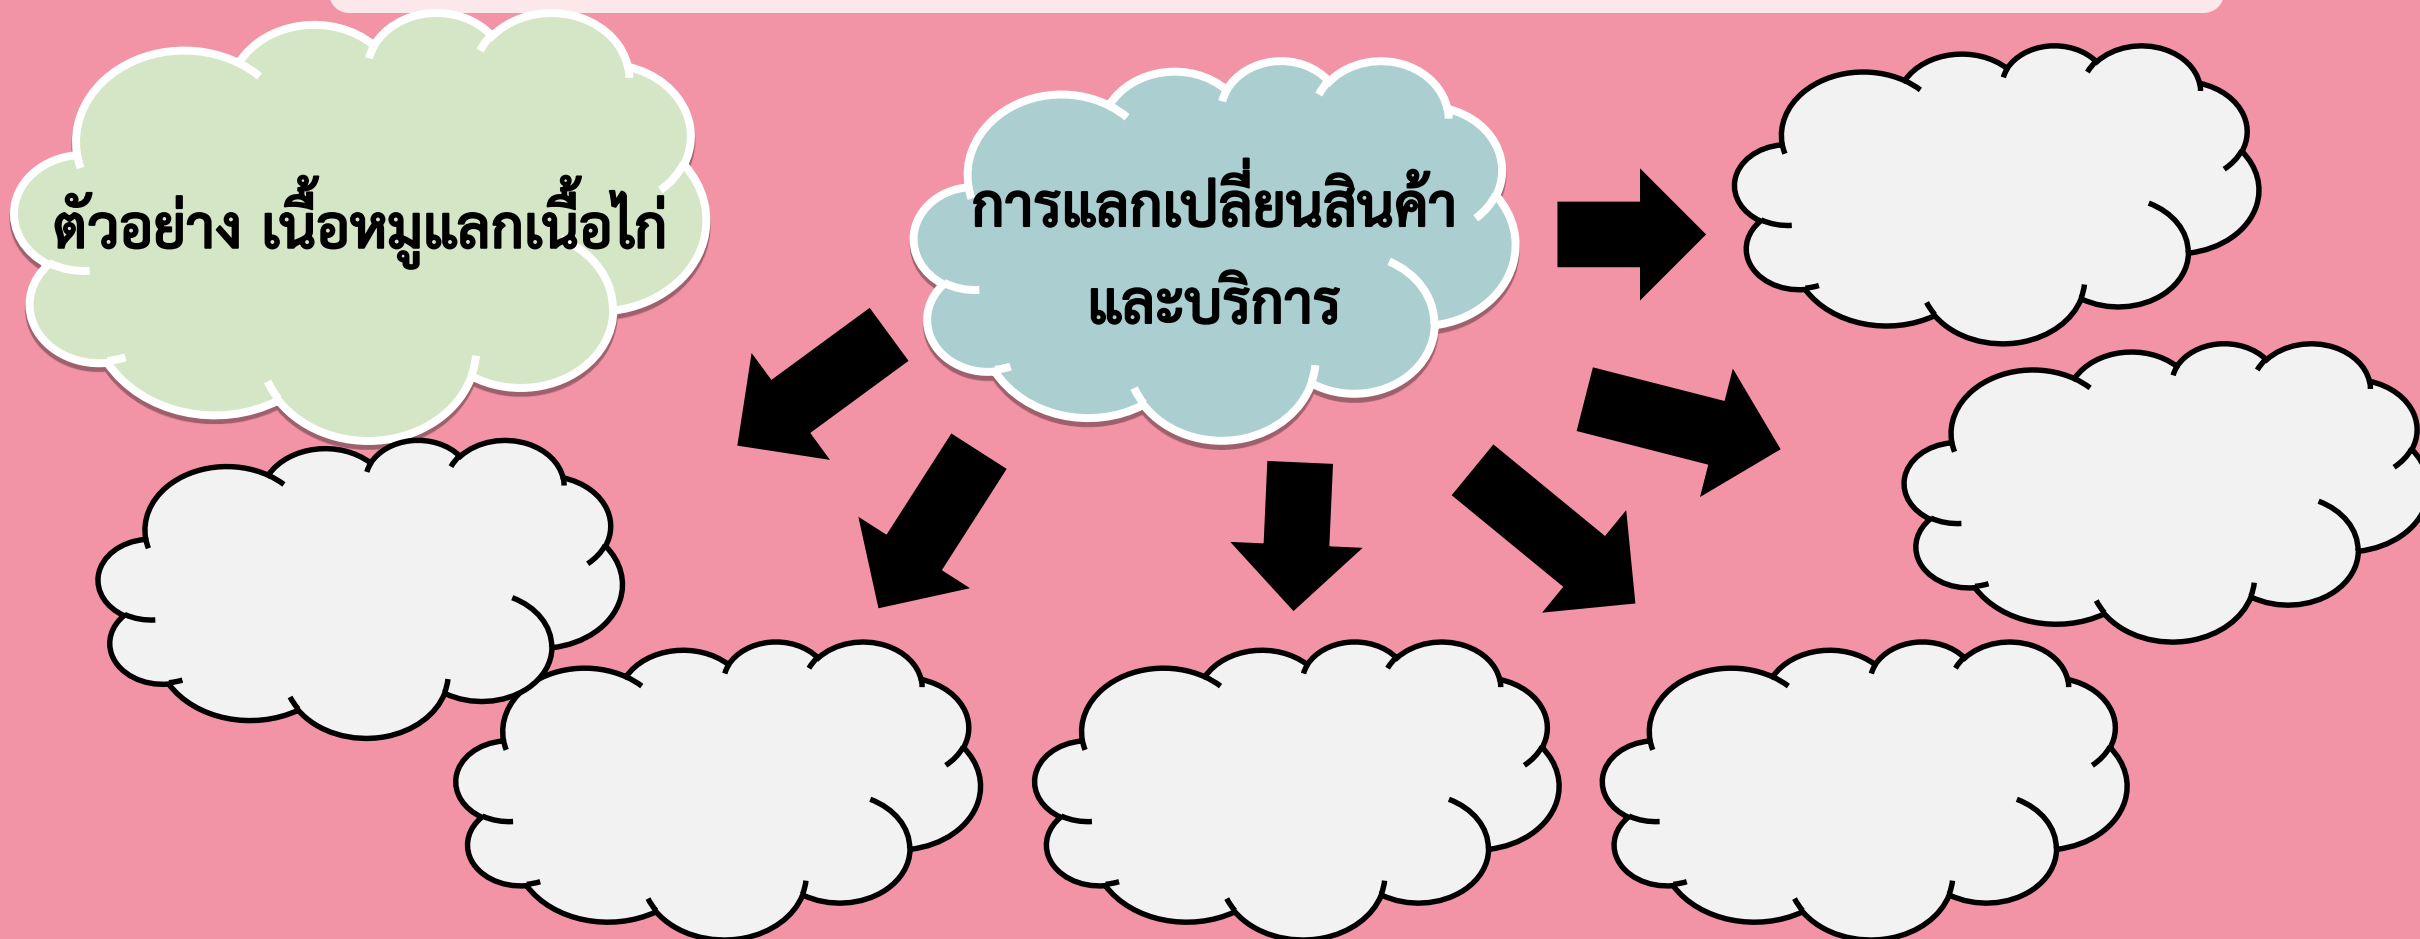 ตัวอย่าง เนื้อหมูแลกเนื้อไก่
การแลกเปลี่ยนสินค้า
และบริการ